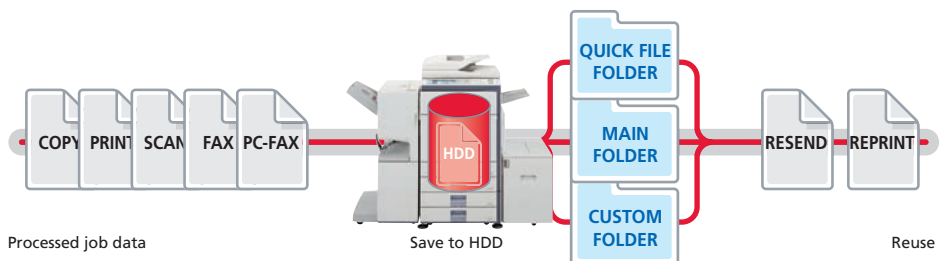 COPY
PRINT
SCAN
FAX
PC-FAX
HDD
QUICK FILE
FOLDER
MAIN
FOLDER
CUSTOM
FOLDER
RESEND
REPRINT
Processed job data
Save to HDD
Reuse